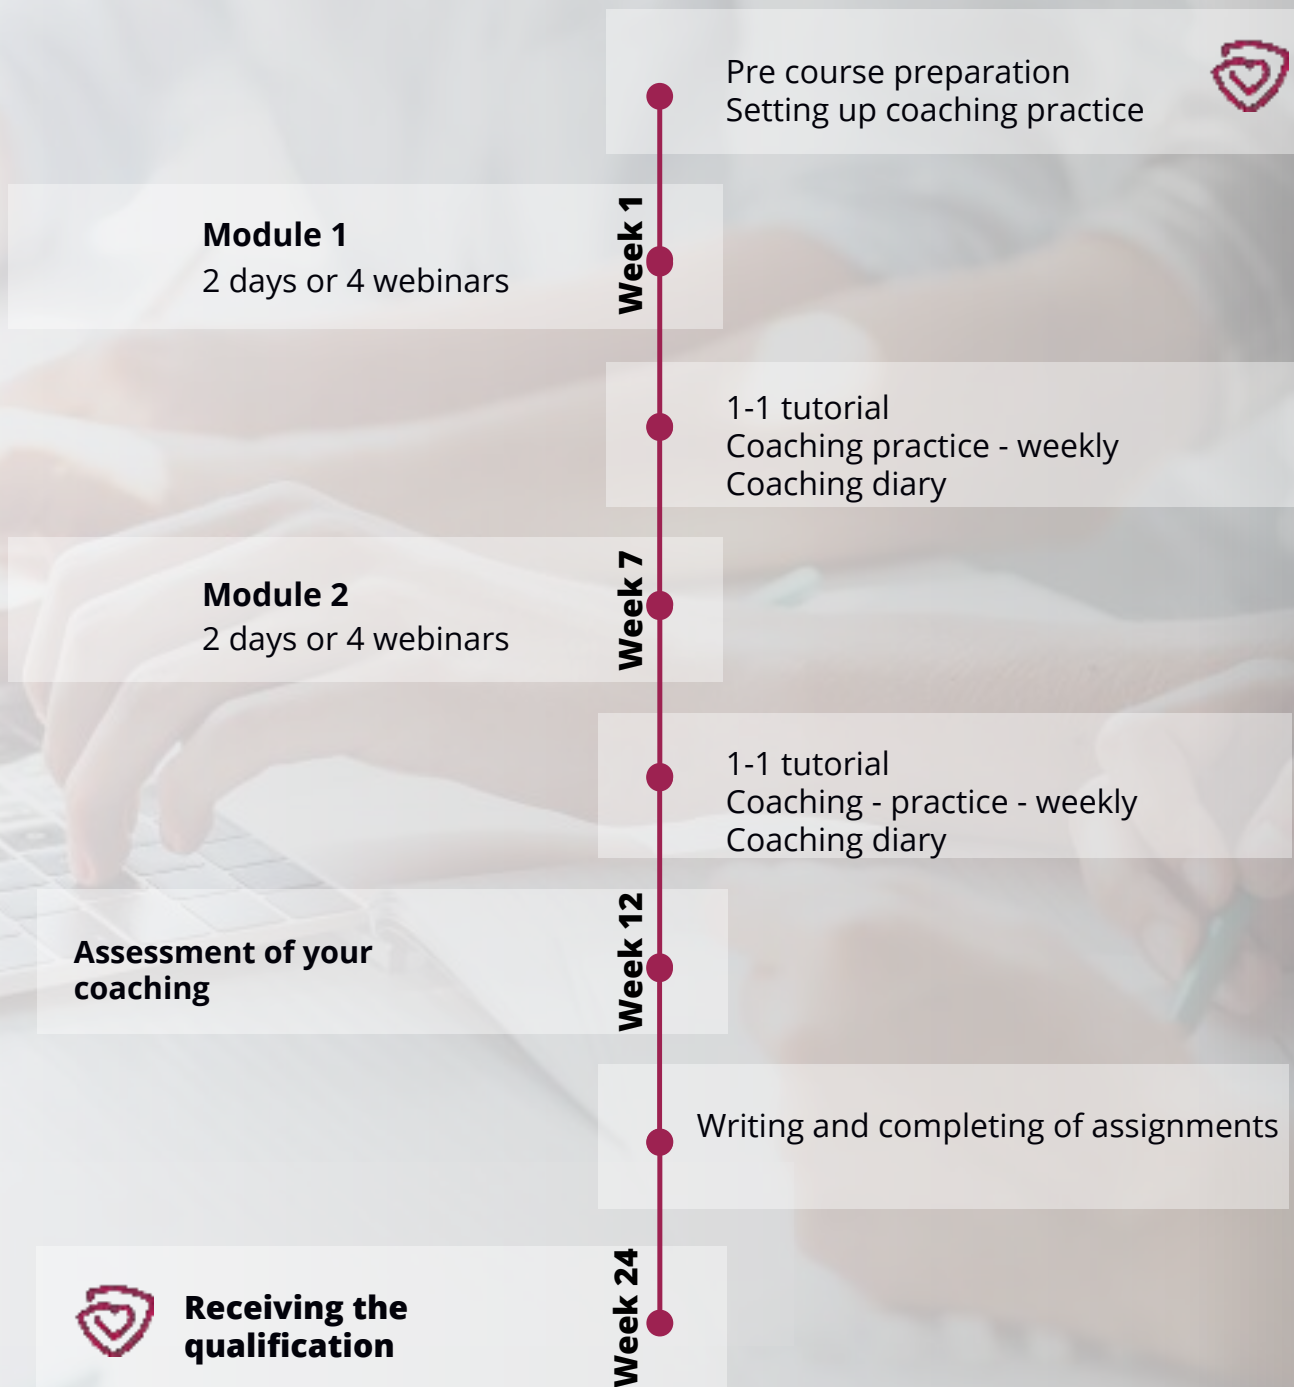 Pre course preparation
Setting up coaching practice
Week 1
Module 1
2 days or 4 webinars
1-1 tutorial
Coaching practice - weekly
Coaching diary
Week 7
Module 2
2 days or 4 webinars
1-1 tutorial
Coaching - practice - weekly
Coaching diary
Week 12
Assessment of your
coaching
Writing and completing of assignments
Week 24
Receiving the
qualification